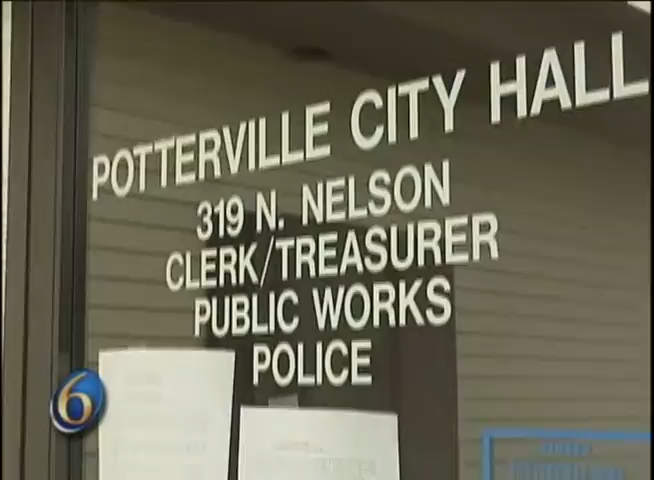 POTTERVILLE CITY HALL
319 N. NELSON
CLERK/TREASURER
PUBLIC WORKS
POLICE
6